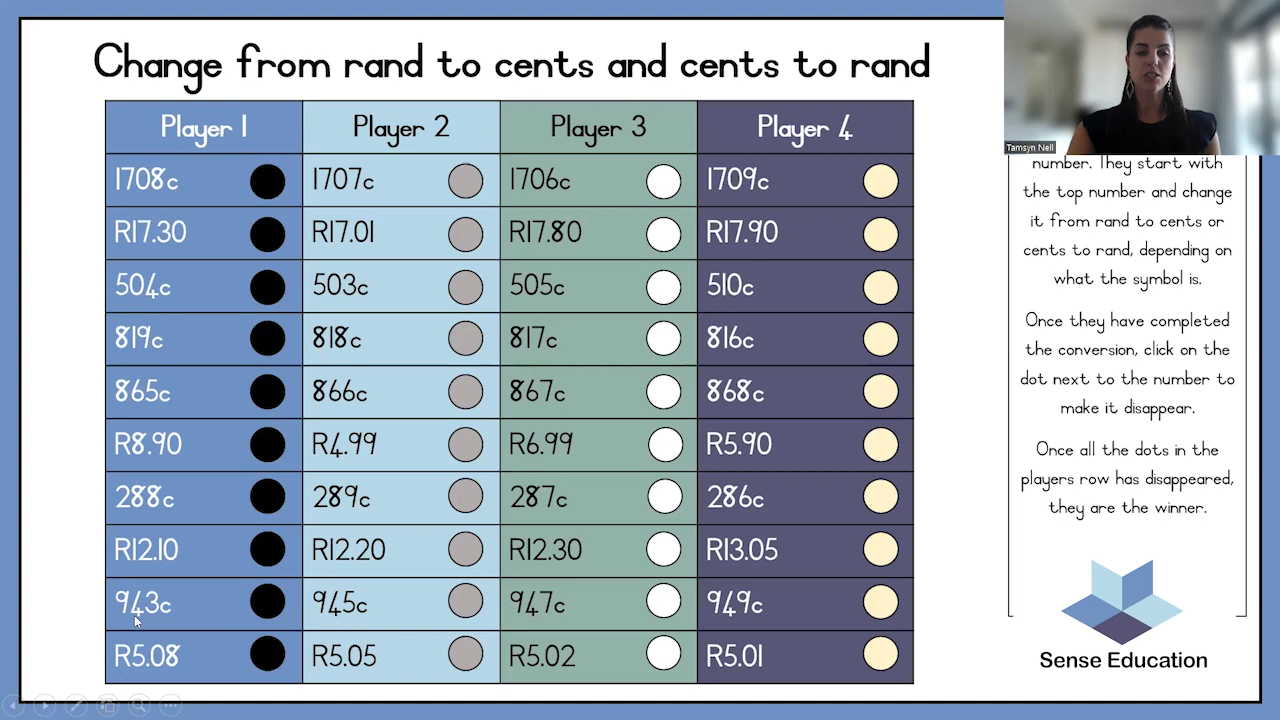 Change from rand to cents and cents to rand
Player 1 Player 2 Player 3 Player 4
1708c 1707c 1706c 1709c
R17.30 R17.01 R17.80 R17.90
504c 503c 505c 510c
819c 818c 817c 816c
865c 866c 867c 868c
R8.90 R4.99 R6.99 R5.90
288c 289c 287c 286c
R12.10 R12.20 R12.30 R13.05
943c 945c 947c 949c
R5.08 R5.05 R5.02 R5.01
Tamsyn Nell
number. They start with
the top number and change
it from rand to cents or
cents to rand, depending on
what the symbol is.
Once they have completed
the conversion, click on the
dot next to the number to
make it disappear.
Once all the dots in the
players row has disappeared,
they are the winner.
Sense Education